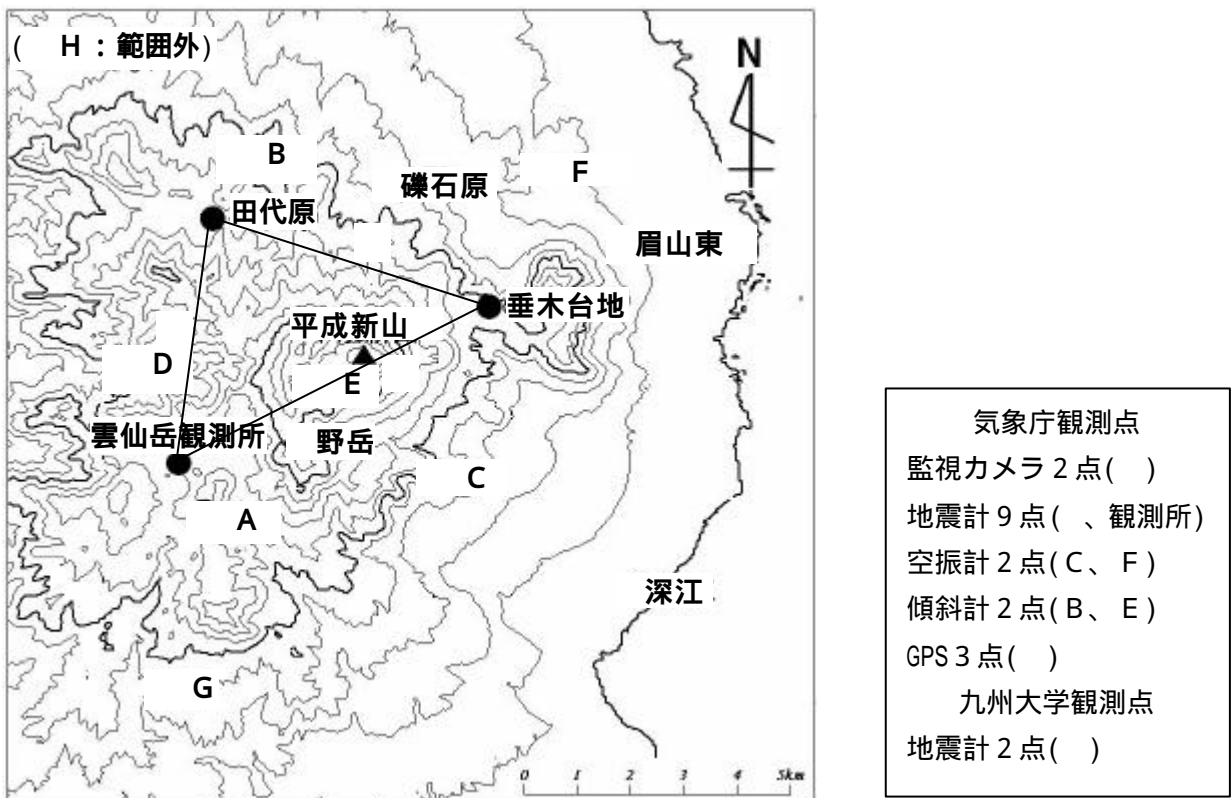 ( H：範囲外)
N
B
F
礫石原
田代原
眉山東
垂木台地
平成新山
D
E
雲仙岳観測所
野岳
C
A
深江
G
0 1 2 3 4 5km
気象庁観測点
監視カメラ２点( )
地震計９点( 、観測所)
空振計２点(Ｃ、Ｆ)
傾斜計２点(Ｂ、Ｅ)
GPS３点( )
九州大学観測点
地震計２点( )